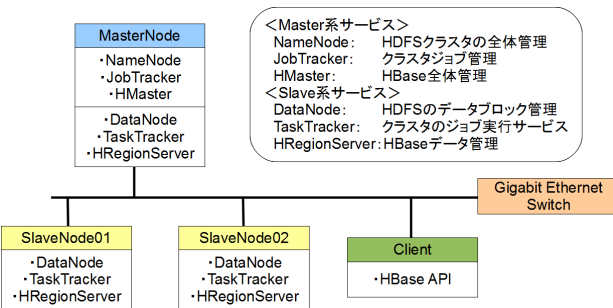 MasterNode
・NameNode
・JobTracker
・HMaster
・DataNode
・TaskTracker
・HRegionServer
＜Master系サービス＞
NameNode： HDFSクラスタの全体管理
JobTracker： クラスタジョブ管理
HMaster： HBase全体管理
＜Slave系サービス＞
DataNode： HDFSのデータブロック管理
TaskTracker： クラスタのジョブ実行サービス
HRegionServer：HBaseデータ管理
Gigabit Ethernet
Switch
SlaveNode01
・DataNode
・TaskTracker
・HRegionServer
SlaveNode02
・DataNode
・TaskTracker
・HRegionServer
Client
・HBase API